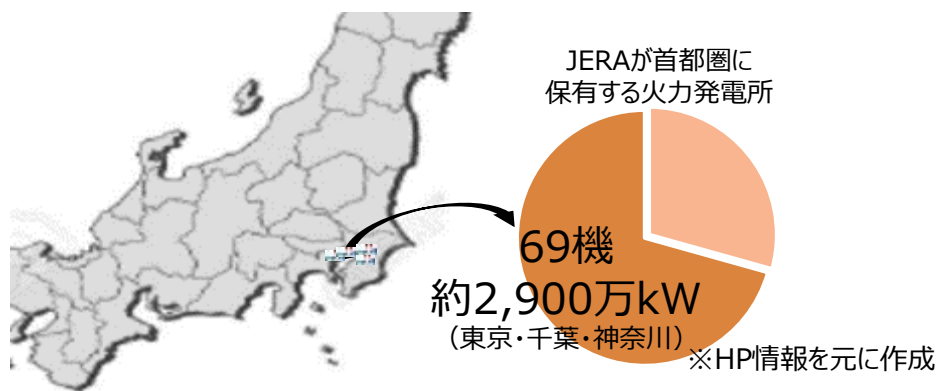 JERAが首都圏に
保有する火力発電所
69機
約2,900万kW
（東京･千葉･神奈川）
※HP情報を元に作成